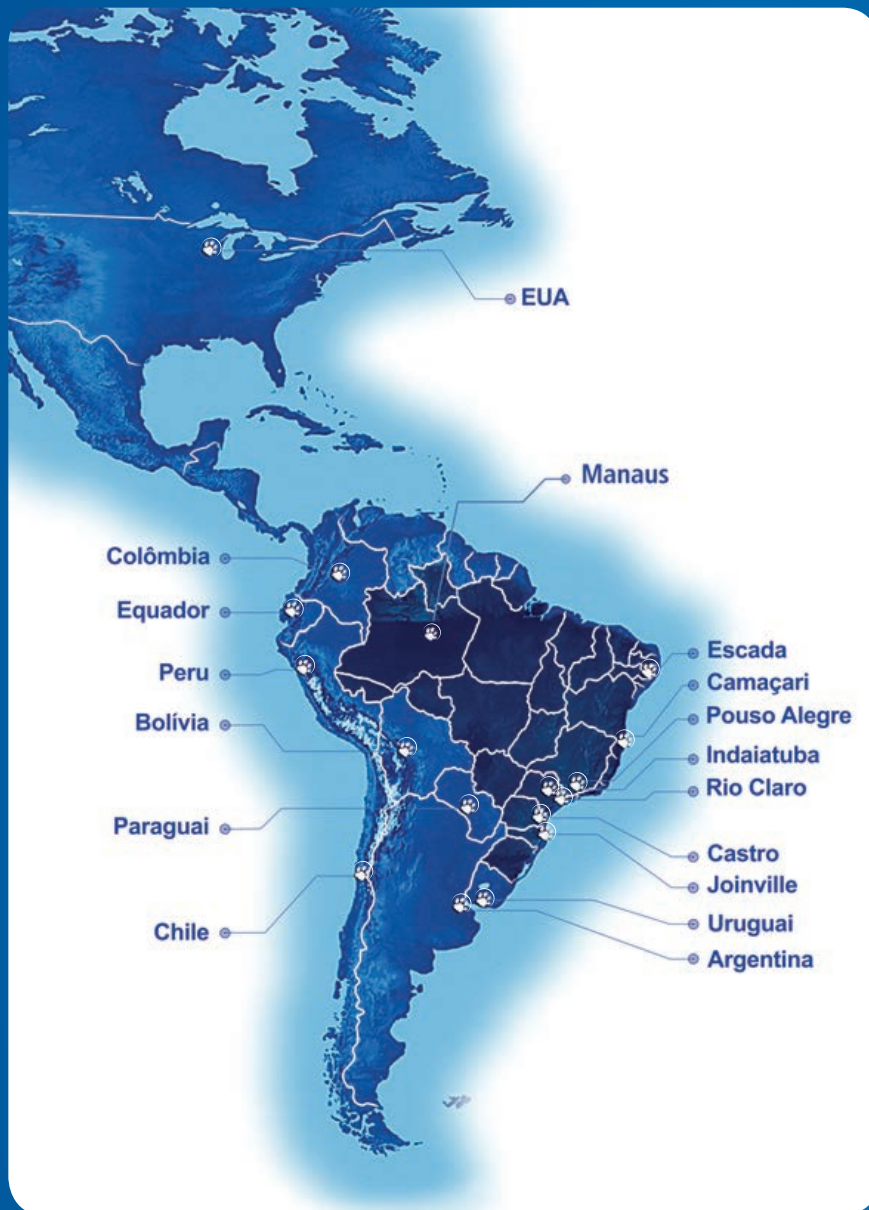 EUA
Manaus
Colômbia
Equador
Peru
Bolívia
Paraguai
Chile
Escada
Camaçari
Pouso Alegre
Indaiatuba
Rio Claro
Castro
Joinville
Uruguai
Argentina